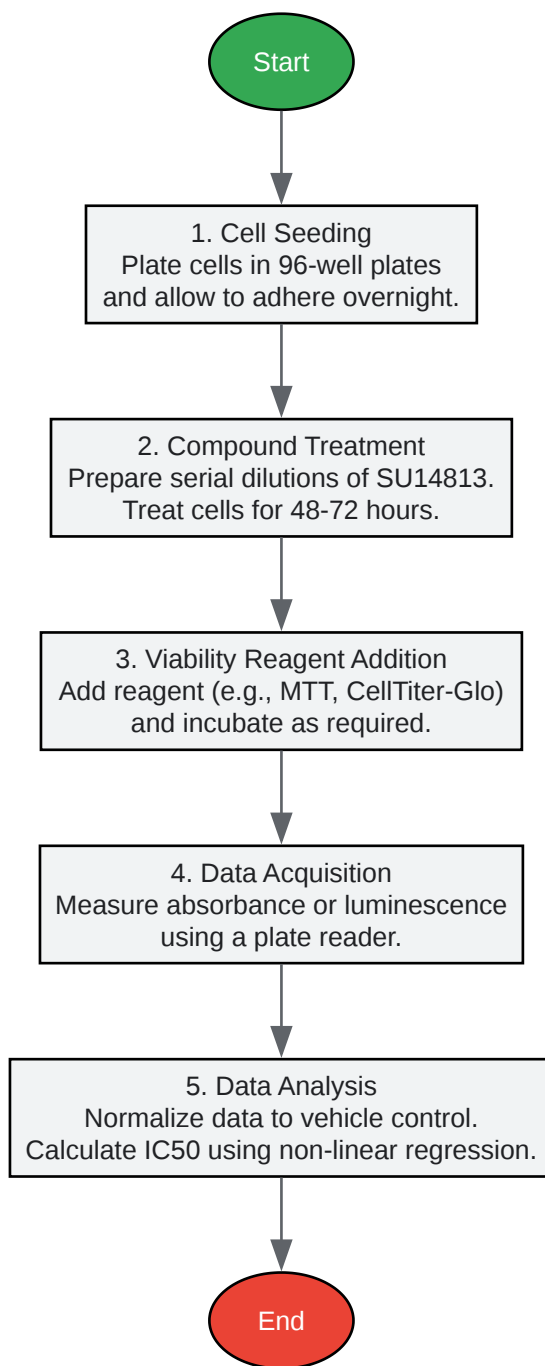 Start
1. Cell Seeding
Plate cells in 96-well plates
and allow to adhere overnight.
2. Compound Treatment
Prepare serial dilutions of SU14813.
Treat cells for 48-72 hours.
3. Viability Reagent Addition
Add reagent (e.g., MTT, CellTiter-Glo)
and incubate as required.
4. Data Acquisition
Measure absorbance or luminescence
using a plate reader.
5. Data Analysis
Normalize data to vehicle control.
Calculate IC50 using non-linear regression.
End